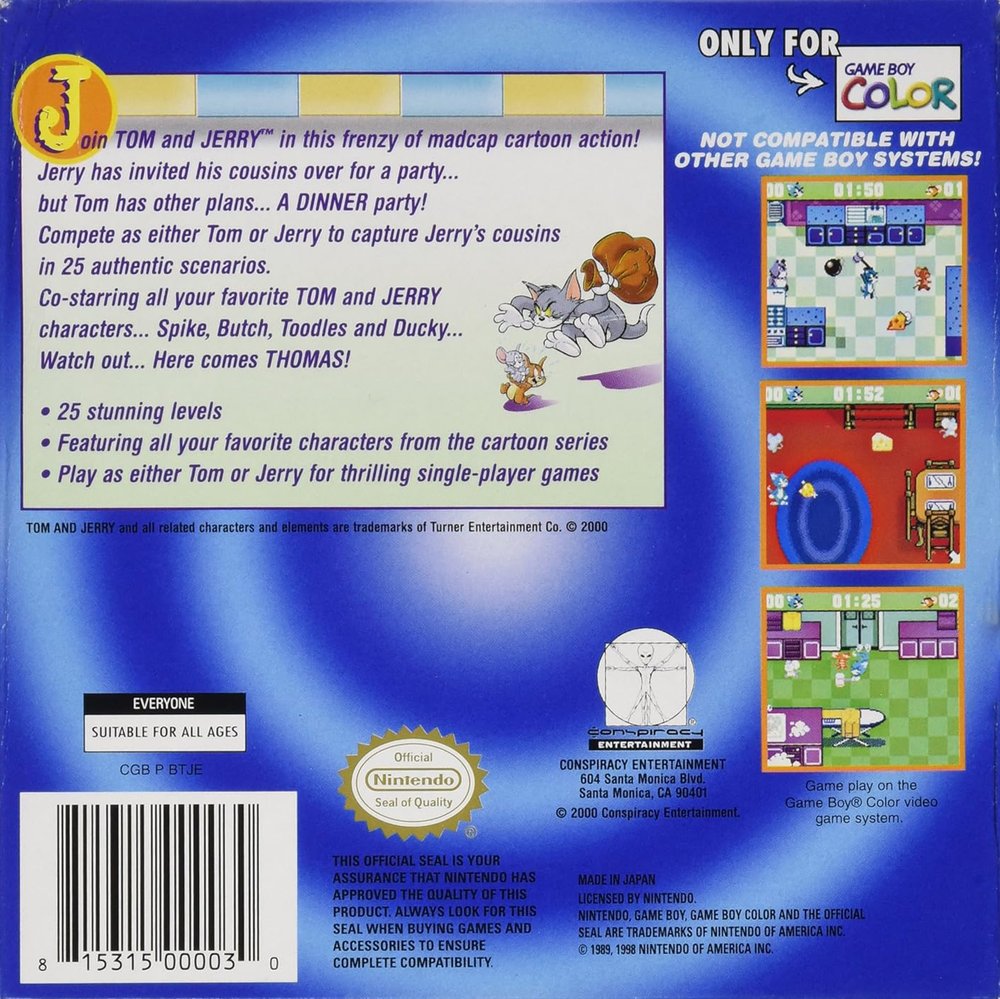 ONLY FOR
GAME BOY
COLOR
NOT COMPATIBLE WITH
OTHER GAME BOY SYSTEMS!
Join TOM and JERRY™ in this frenzy of madcap cartoon action!
Jerry has invited his cousins over for a party...
but Tom has other plans... A DINNER party!
Compete as either Tom or Jerry to capture Jerry's cousins
in 25 authentic scenarios.
Co-starring all your favorite TOM and JERRY
characters... Spike, Butch, Toodles and Ducky...
Watch out... Here comes THOMAS!
• 25 stunning levels
• Featuring all your favorite characters from the cartoon series
• Play as either Tom or Jerry for thrilling single-player games
TOM AND JERRY and all related characters and elements are trademarks of Turner Entertainment Co. © 2000
00 01:50 01
00 01:52 00
00 01:25 02
Game play on the
Game Boy® Color video
game system.
EVERYONE
SUITABLE FOR ALL AGES
CGB P BTJE
8 15315 00003 0
Official
Nintendo
Seal of Quality
®
THIS OFFICIAL SEAL IS YOUR
ASSURANCE THAT NINTENDO HAS
APPROVED THE QUALITY OF THIS
PRODUCT. ALWAYS LOOK FOR THIS
SEAL WHEN BUYING GAMES AND
ACCESSORIES TO ENSURE
COMPLETE COMPATIBILITY.
®
conspiracy
ENTERTAINMENT
CONSPIRACY ENTERTAINMENT
604 Santa Monica Blvd.
Santa Monica, CA 90401
© 2000 Conspiracy Entertainment.
MADE IN JAPAN
LICENSED BY NINTENDO.
NINTENDO, GAME BOY, GAME BOY COLOR AND THE OFFICIAL
SEAL ARE TRADEMARKS OF NINTENDO OF AMERICA INC.
© 1989, 1998 NINTENDO OF AMERICA INC.